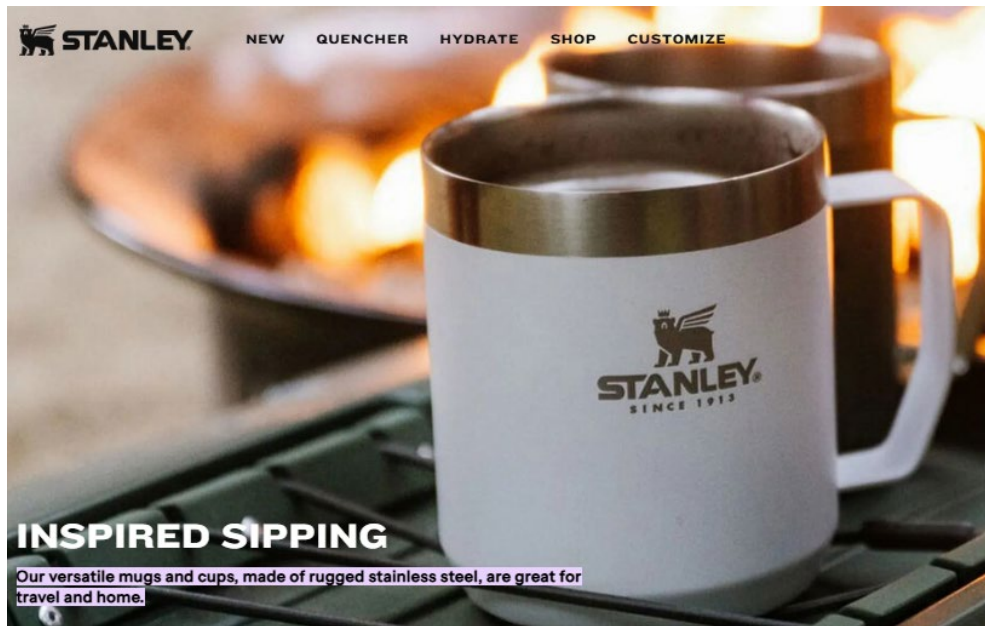 STANLEY
NEW QUENCHER HYDRATE SHOP CUSTOMIZE
STANLEY®
SINCE 1913
INSPIRED SIPPING
Our versatile mugs and cups, made of rugged stainless steel, are great for
travel and home.